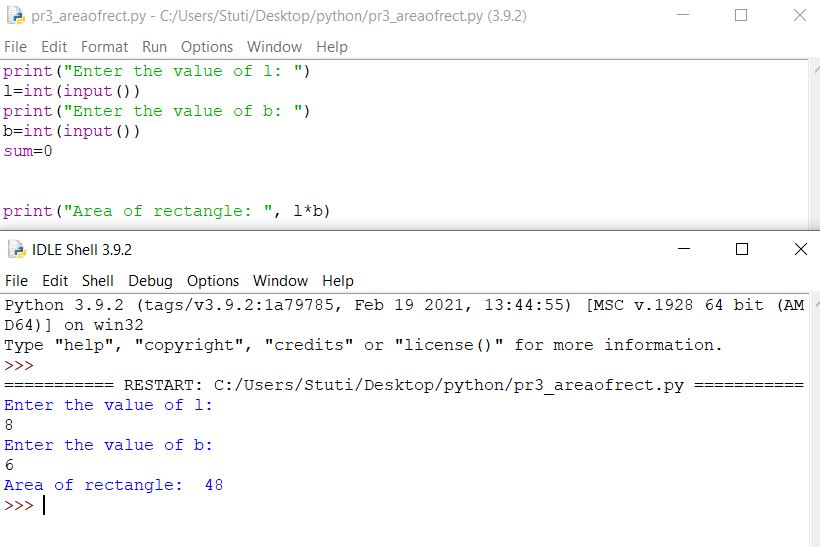 pr3_areaofrect.py - C:/Users/Stuti/Desktop/python/pr3_areaofrect.py (3.9.2)
File Edit Format Run Options Window Help
print("Enter the value of l: ")
l=int(input())
print("Enter the value of b: ")
b=int(input())
sum=0
print("Area of rectangle: ", l*b)
IDLE Shell 3.9.2
File Edit Shell Debug Options Window Help
Python 3.9.2 (tags/v3.9.2:1a79785, Feb 19 2021, 13:44:55) [MSC v.1928 64 bit (AM
D64)] on win32
Type "help", "copyright", "credits" or "license()" for more information.
>>>
=========== RESTART: C:/Users/Stuti/Desktop/python/pr3_areaofrect.py ===========
Enter the value of l:
8
Enter the value of b:
6
Area of rectangle:  48
>>>